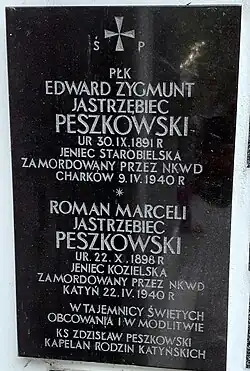 Ś P
PŁK
EDWARD ZYGMUNT
JASTRZĘBIEC
PESZKOWSKI
UR 30.IX.1891 R
JENIEC STAROBIELSKA
ZAMORDOWANY PRZEZ NKWD
CHARKÓW 9.IV.1940 R
*
ROMAN MARCELI
JASTRZĘBIEC
PESZKOWSKI
UR. 22.X.1898 R
JENIEC KOZIELSKA
ZAMORDOWANY PRZEZ NKWD
KATYŃ 22.IV.1940 R
W TAJEMNICY ŚWIĘTYCH
OBCOWANIA I W MODLITWIE
KS ZDZISŁAW PESZKOWSKI
KAPELAN RODZIN KATYŃSKICH